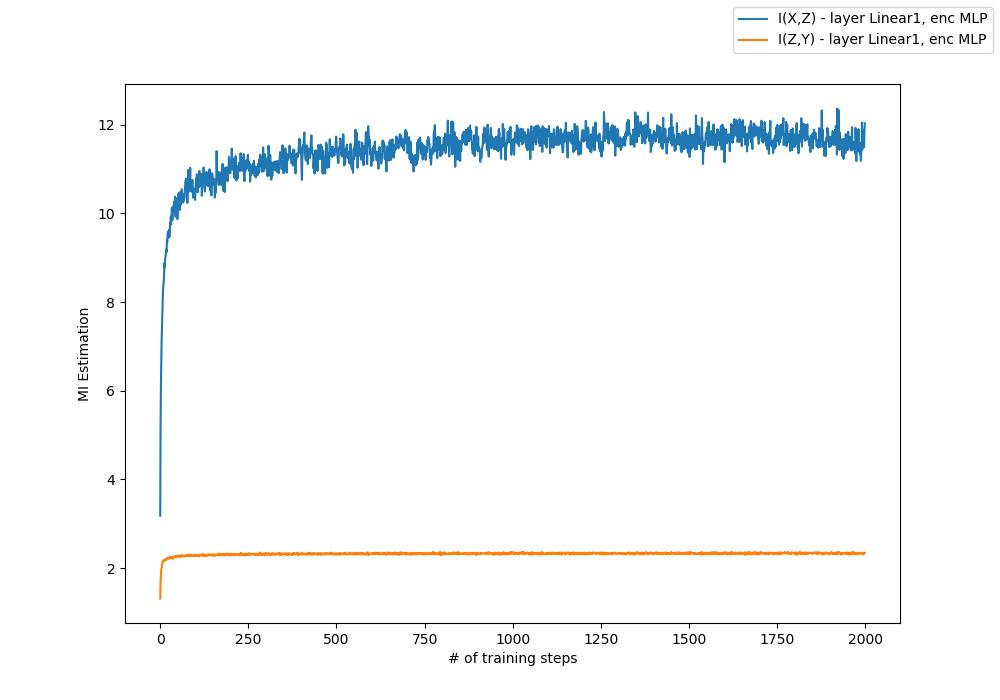 I(X,Z) - layer Linear1, enc MLP
I(Z,Y) - layer Linear1, enc MLP
12
10
8
6
4
2
MI Estimation
0 250 500 750 1000 1250 1500 1750 2000
# of training steps